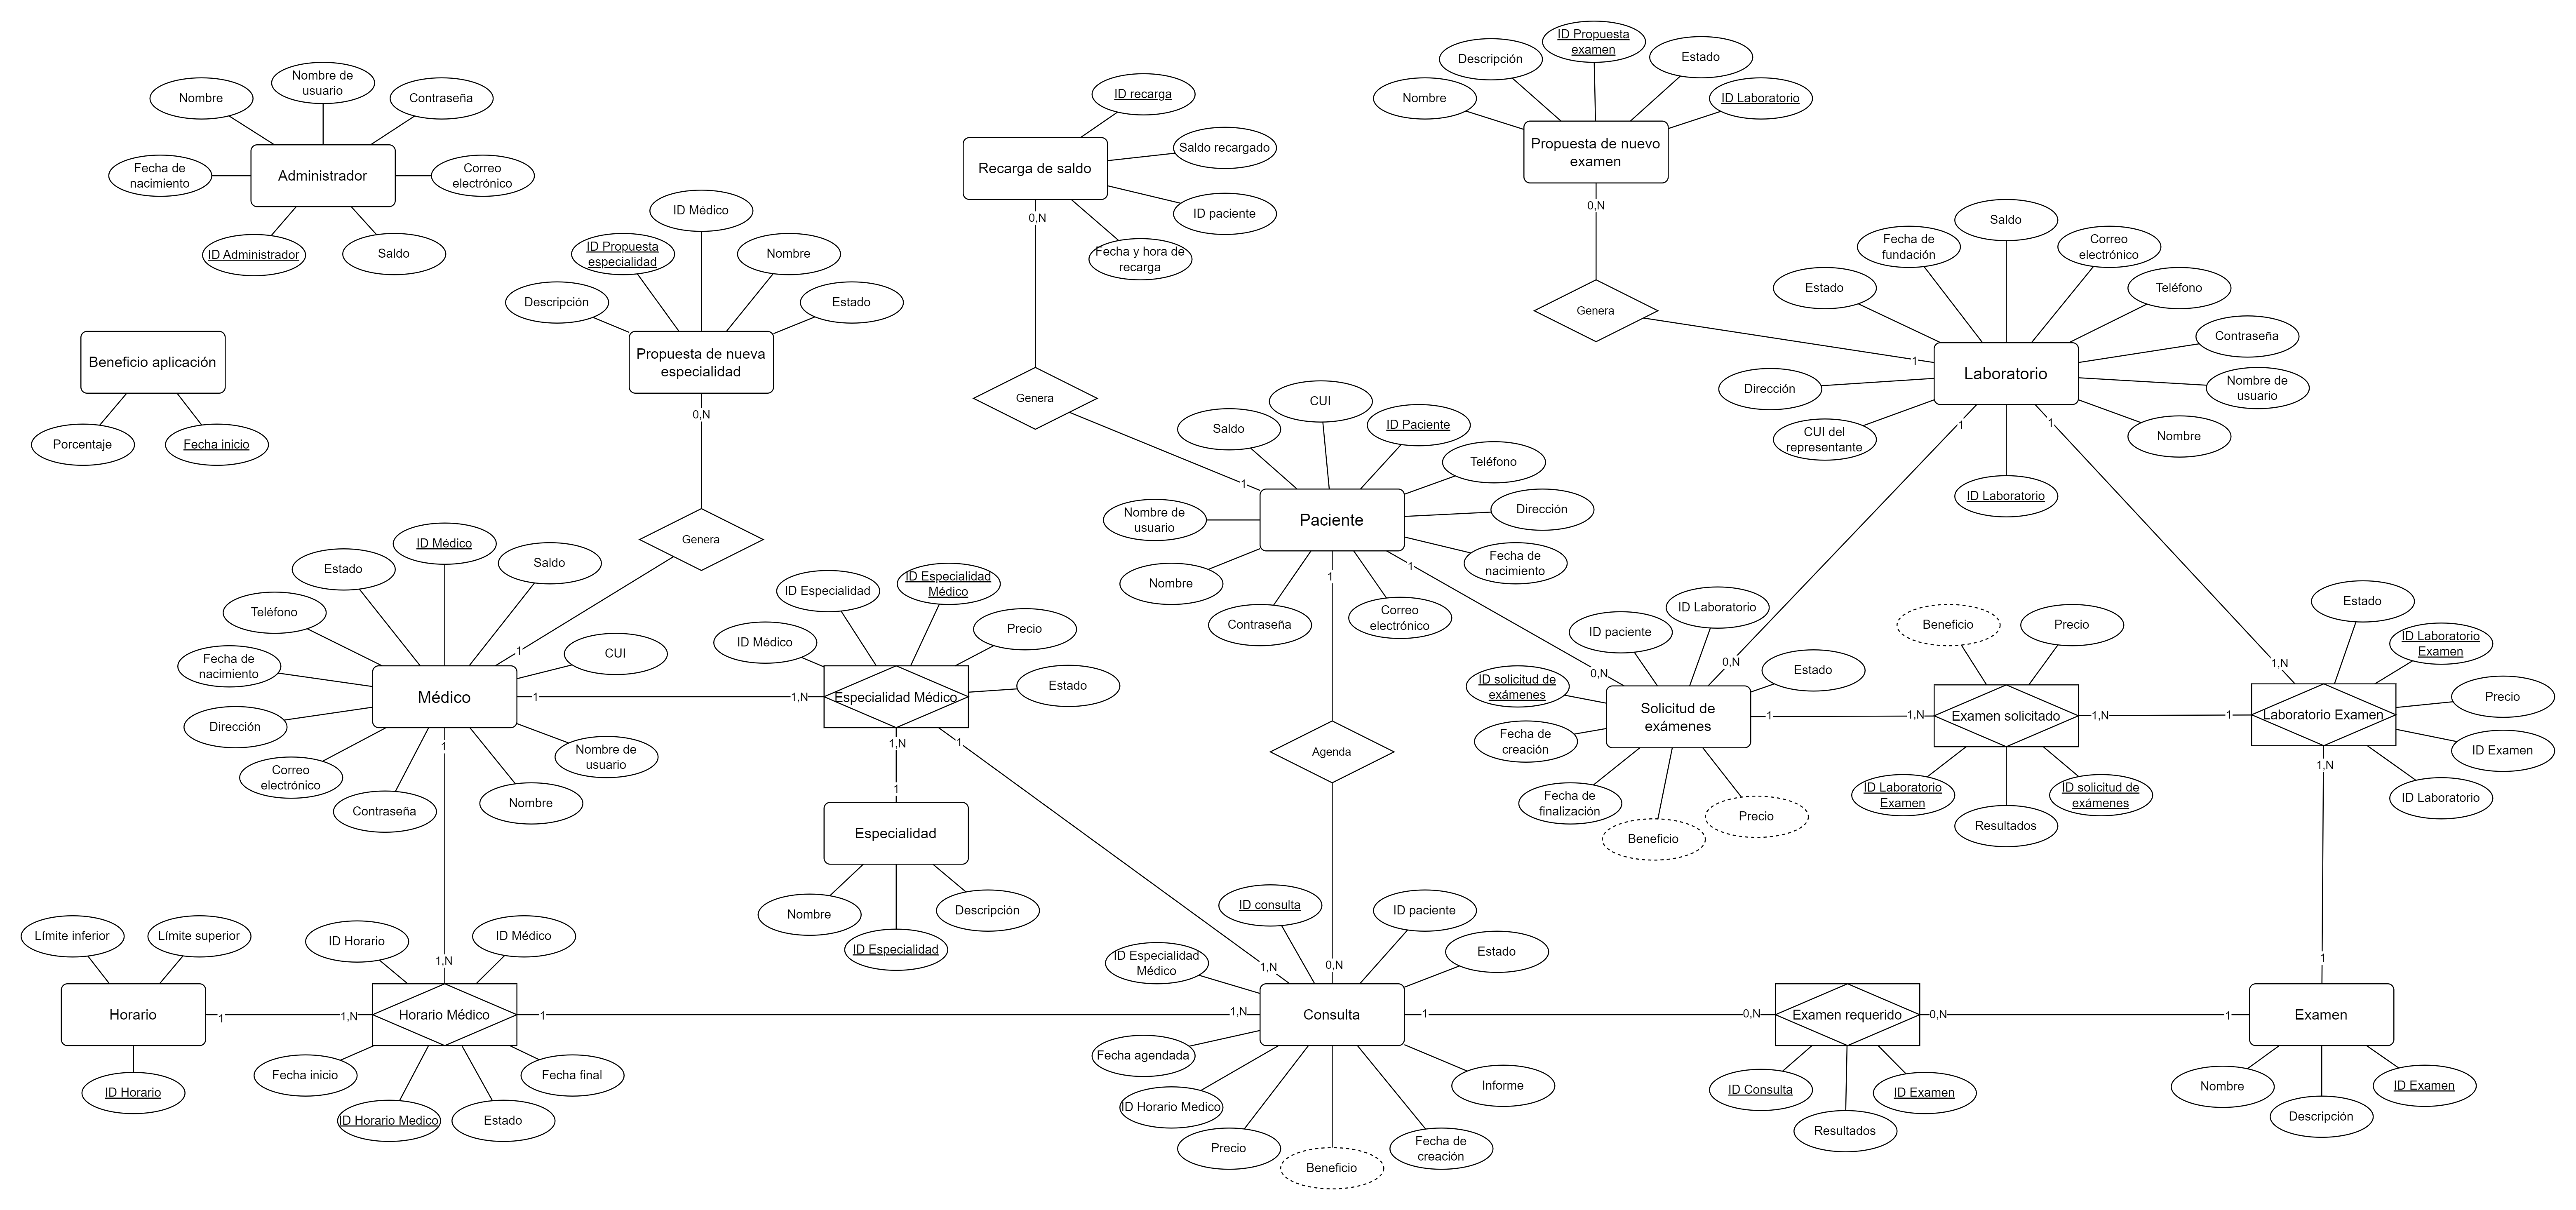 Administrador
Nombre
Nombre de
usuario
Contraseña
Fecha de
nacimiento
Correo
electrónico
ID Administrador
Saldo
Beneficio aplicación
Porcentaje
Fecha inicio
Propuesta de nueva
especialidad
Descripción
ID Propuesta
especialidad
ID Médico
Nombre
Estado
0,N
Genera
1
Recarga de saldo
ID recarga
Saldo recargado
ID paciente
Fecha y hora de
recarga
0,N
Genera
1
Propuesta de nuevo
examen
Nombre
Descripción
ID Propuesta
examen
Estado
ID Laboratorio
0,N
Genera
1
Laboratorio
Estado
Fecha de
fundación
Saldo
Correo
electrónico
Teléfono
Contraseña
Nombre de
usuario
Nombre
ID Laboratorio
CUI del
representante
Dirección
1
1
Paciente
Saldo
CUI
ID Paciente
Teléfono
Dirección
Fecha de
nacimiento
Correo
electrónico
Contraseña
Nombre
Nombre de
usuario
1
1
Médico
Estado
ID Médico
Saldo
CUI
Teléfono
Fecha de
nacimiento
Dirección
Correo
electrónico
Contraseña
Nombre
Nombre de
usuario
1
1
1,N
Especialidad Médico
ID Médico
ID Especialidad
ID Especialidad
Médico
Precio
Estado
1,N
1
1
Especialidad
Nombre
ID Especialidad
Descripción
Agenda
0,N
1,N
Solicitud de
exámenes
0,N
0,N
ID paciente
ID Laboratorio
Estado
ID solicitud de
exámenes
Fecha de
creación
Fecha de
finalización
Beneficio
Precio
1
1,N
Examen solicitado
Beneficio
Precio
ID Laboratorio
Examen
Resultados
ID solicitud de
exámenes
1,N
1
Laboratorio Examen
1,N
Estado
ID Laboratorio
Examen
Precio
ID Examen
ID Laboratorio
1,N
1
Horario
Límite inferior
Límite superior
ID Horario
1
1,N
1,N
Horario Médico
ID Horario
ID Médico
Fecha inicio
ID Horario Medico
Estado
Fecha final
1
1,N
Consulta
ID consulta
ID paciente
Estado
ID Especialidad
Médico
Fecha agendada
ID Horario Medico
Precio
Beneficio
Fecha de
creación
Informe
1
0,N
Examen requerido
ID Consulta
Resultados
ID Examen
0,N
1
Examen
Nombre
Descripción
ID Examen